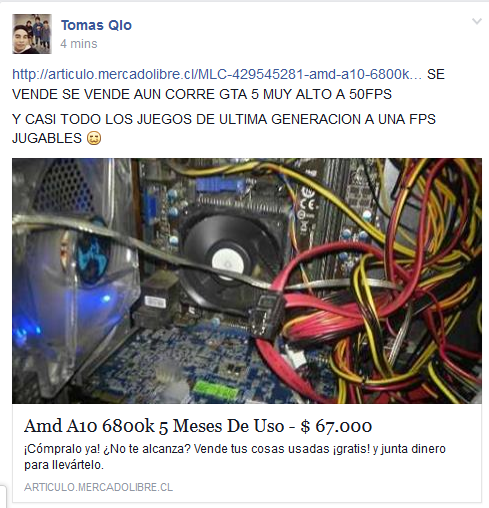 Tomas Qlo
4 mins
http://articulo.mercadolibre.cl/MLC-429545281-amd-a10-6800k... SE
VENDE SE VENDE AUN CORRE GTA 5 MUY ALTO A 50FPS
Y CASI TODO LOS JUEGOS DE ULTIMA GENERACION A UNA FPS
JUGABLES
Amd A10 6800k 5 Meses De Uso - $ 67.000
¡Cómpralo ya! ¿No te alcanza? Vende tus cosas usadas ¡gratis! y junta dinero
para llevártelo.
ARTICULO.MERCADOLIBRE.CL